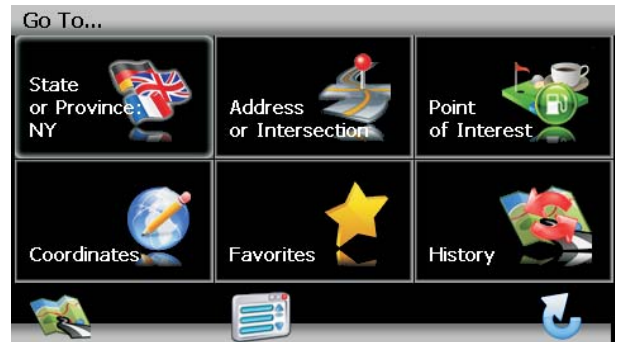 Go To...
State
or Province:
NY
Address
or Intersection
Point
of Interest
Coordinates
Favorites
History